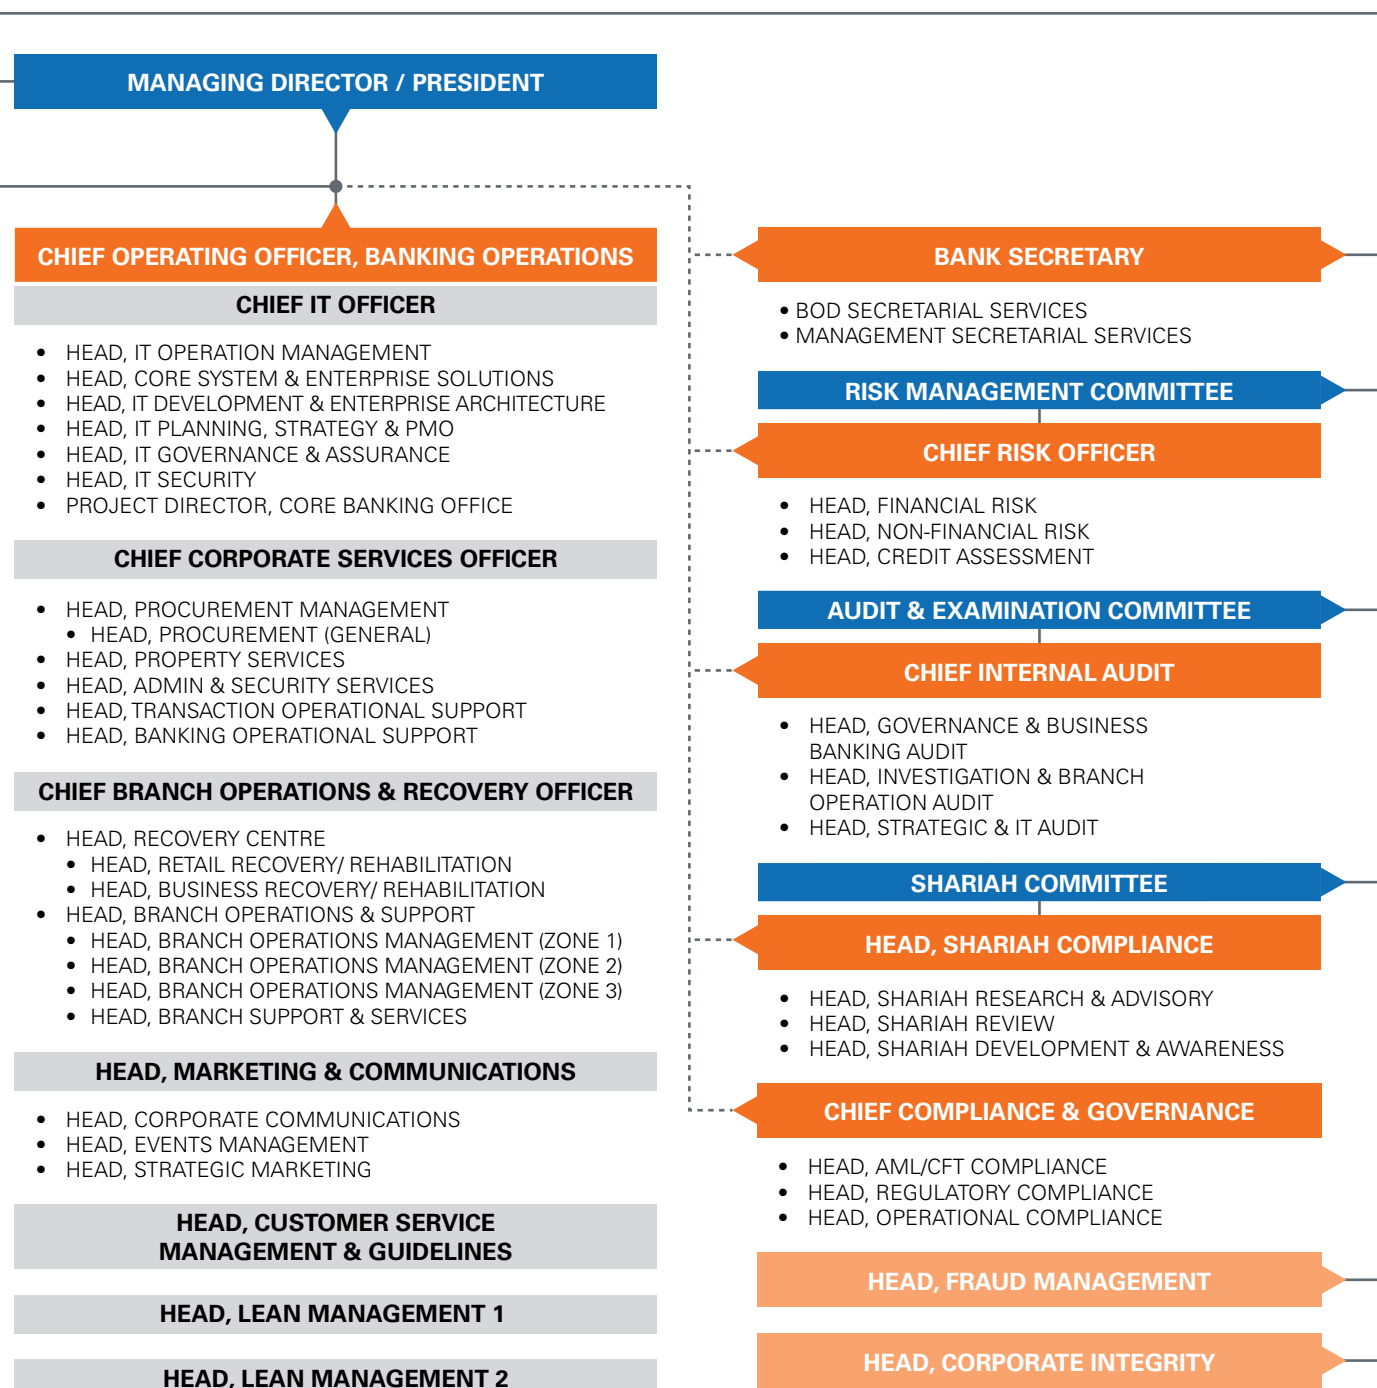 MANAGING DIRECTOR / PRESIDENT
CHIEF OPERATING OFFICER, BANKING OPERATIONS
CHIEF IT OFFICER
• HEAD, IT OPERATION MANAGEMENT
• HEAD, CORE SYSTEM & ENTERPRISE SOLUTIONS
• HEAD, IT DEVELOPMENT & ENTERPRISE ARCHITECTURE
• HEAD, IT PLANNING, STRATEGY & PMO
• HEAD, IT GOVERNANCE & ASSURANCE
• HEAD, IT SECURITY
• PROJECT DIRECTOR, CORE BANKING OFFICE
CHIEF CORPORATE SERVICES OFFICER
• HEAD, PROCUREMENT MANAGEMENT
• HEAD, PROCUREMENT (GENERAL)
• HEAD, PROPERTY SERVICES
• HEAD, ADMIN & SECURITY SERVICES
• HEAD, TRANSACTION OPERATIONAL SUPPORT
• HEAD, BANKING OPERATIONAL SUPPORT
CHIEF BRANCH OPERATIONS & RECOVERY OFFICER
• HEAD, RECOVERY CENTRE
• HEAD, RETAIL RECOVERY/ REHABILITATION
• HEAD, BUSINESS RECOVERY/ REHABILITATION
• HEAD, BRANCH OPERATIONS & SUPPORT
• HEAD, BRANCH OPERATIONS MANAGEMENT (ZONE 1)
• HEAD, BRANCH OPERATIONS MANAGEMENT (ZONE 2)
• HEAD, BRANCH OPERATIONS MANAGEMENT (ZONE 3)
• HEAD, BRANCH SUPPORT & SERVICES
HEAD, MARKETING & COMMUNICATIONS
• HEAD, CORPORATE COMMUNICATIONS
• HEAD, EVENTS MANAGEMENT
• HEAD, STRATEGIC MARKETING
HEAD, CUSTOMER SERVICE
MANAGEMENT & GUIDELINES
HEAD, LEAN MANAGEMENT 1
HEAD, LEAN MANAGEMENT 2
BANK SECRETARY
• BOD SECRETARIAL SERVICES
• MANAGEMENT SECRETARIAL SERVICES
RISK MANAGEMENT COMMITTEE
CHIEF RISK OFFICER
• HEAD, FINANCIAL RISK
• HEAD, NON-FINANCIAL RISK
• HEAD, CREDIT ASSESSMENT
AUDIT & EXAMINATION COMMITTEE
CHIEF INTERNAL AUDIT
• HEAD, GOVERNANCE & BUSINESS
BANKING AUDIT
• HEAD, INVESTIGATION & BRANCH
OPERATION AUDIT
• HEAD, STRATEGIC & IT AUDIT
SHARIAH COMMITTEE
HEAD, SHARIAH COMPLIANCE
• HEAD, SHARIAH RESEARCH & ADVISORY
• HEAD, SHARIAH REVIEW
• HEAD, SHARIAH DEVELOPMENT & AWARENESS
CHIEF COMPLIANCE & GOVERNANCE
• HEAD, AML/CFT COMPLIANCE
• HEAD, REGULATORY COMPLIANCE
• HEAD, OPERATIONAL COMPLIANCE
HEAD, FRAUD MANAGEMENT
HEAD, CORPORATE INTEGRITY